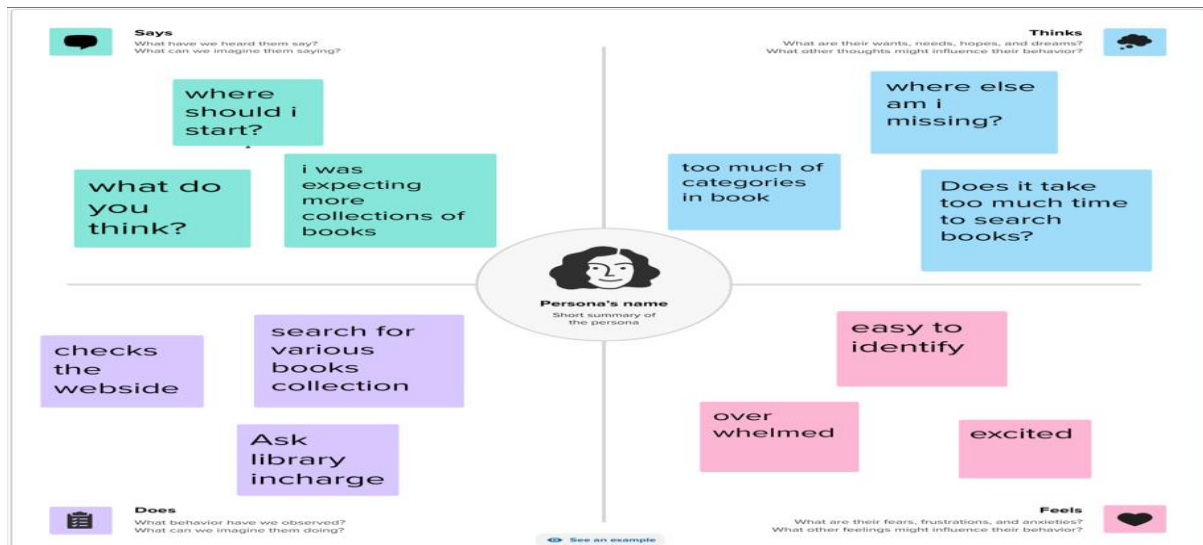 Says
What have we heard them say?
What can we imagine them saying?
where
should i
start?
what do
you
think?
i was
expecting
more
collections of
books
Thinks
What are their wants, needs, hopes, and dreams?
What other thoughts might influence their behavior?
where else
am i
missing?
too much of
categories
in book
Does it take
too much time
to search
books?
Persona's name
Short summary of
the persona
checks
the
webside
search for
various
books
collection
Ask
library
incharge
Does
What behavior have we observed?
What can we imagine them doing?
easy to
identify
over
whelmed
excited
Feels
What are their fears, frustrations, and anxieties?
What other feelings might influence their behavior?
See an example